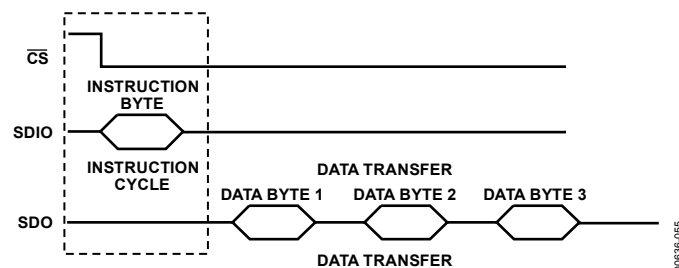 CS
INSTRUCTION
BYTE
SDIO
INSTRUCTION
CYCLE
DATA TRANSFER
DATA BYTE 1 DATA BYTE 2 DATA BYTE 3
SDO
DATA TRANSFER